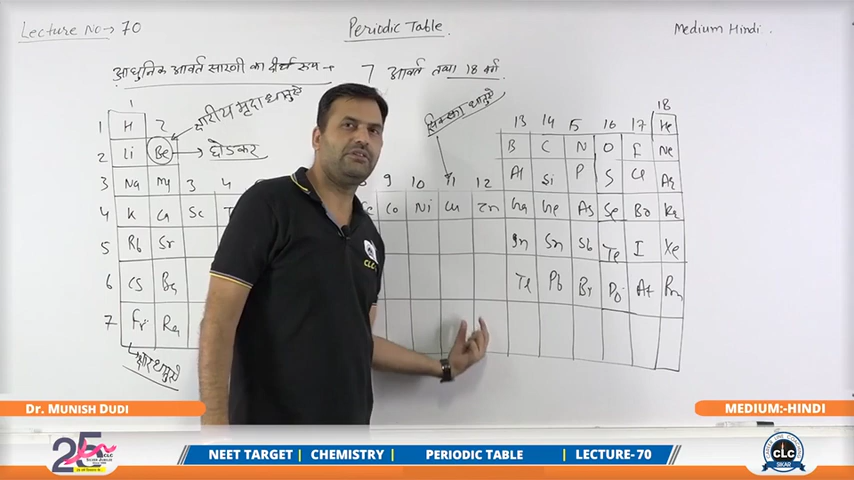 Lecture No→70
Periodic Table
Medium Hindi.
आधुनिक आवर्त सारणी का दीर्घ रूप →
7 आवर्त तथा 18 वर्ग
क्षारीय मृदा धातुऐं
सिक्का धातुऐं
छोडकर
1
2
3 4
9 10 11 12
13 14 15 16 17 18
1 H He
2 Li Be B C N O F Ne
3 Na Mg Al Si P S Cl Ar
4 K Ca Sc Co Ni Cu Zn Ga Ge As Se Br Kr
5 Rb Sr In Sn Sb Te I Xe
6 CS Ba Tl Pb Bi Po At Rn
7 Fr Ra
क्षार धातुऐं
CLC
DR. MUNISH DUDI
MEDIUM:-HINDI
25 CLC
NEET TARGET | CHEMISTRY | PERIODIC TABLE | LECTURE-70
CLC
SIKAR